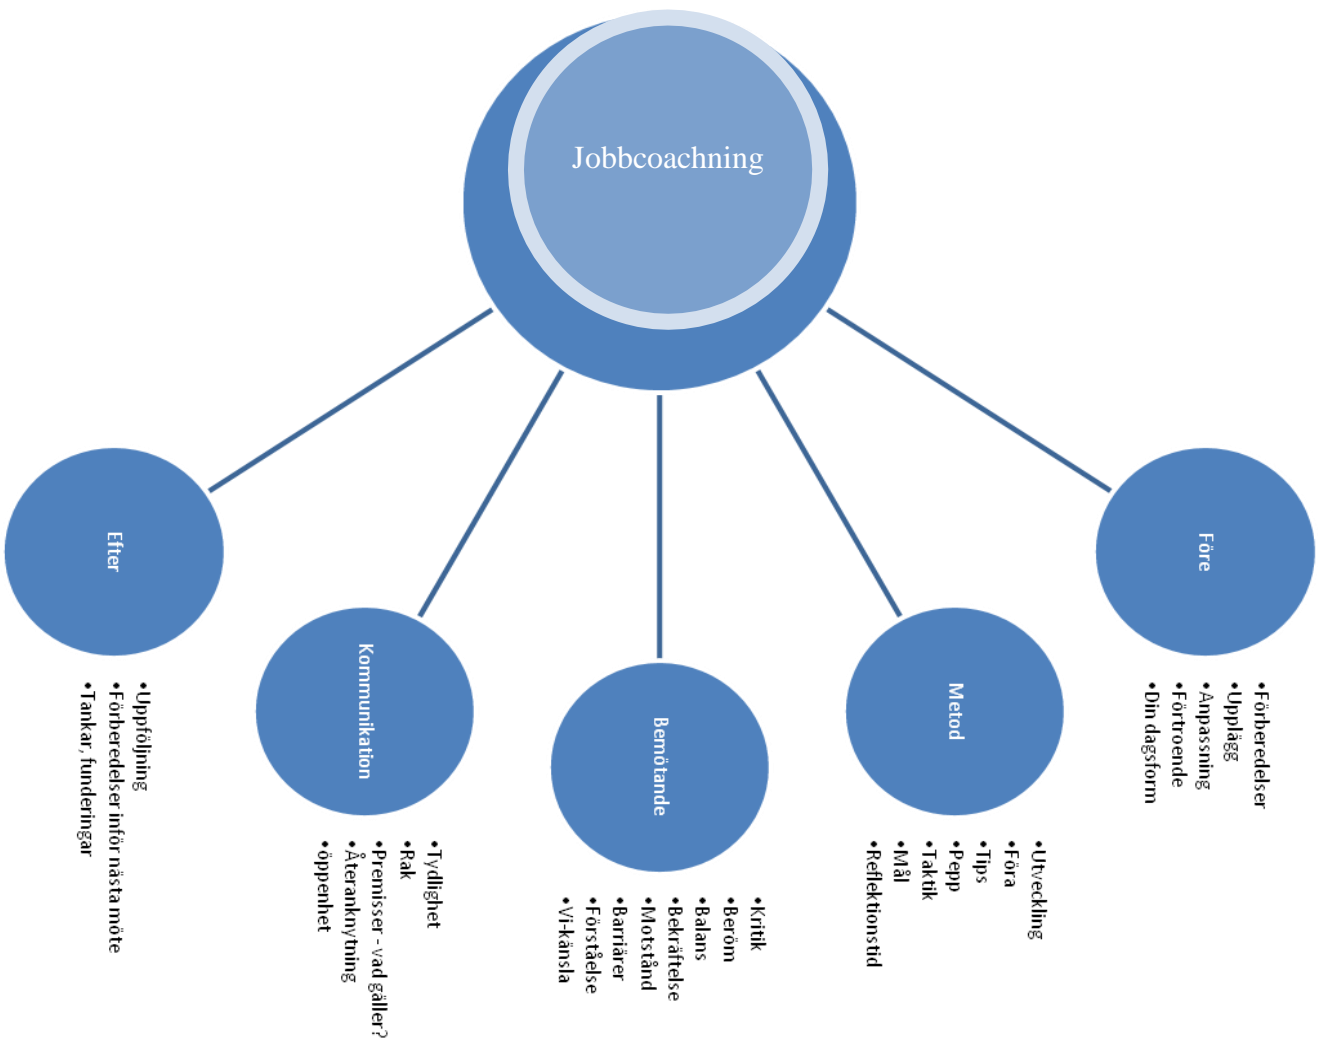 Jobbcoachning
Före
•Förberedelser
•Upplägg
•Anpassning
•Förtroende
•Din dagsform
Metod
•Utveckling
•Föra
•Tips
•Pepp
•Taktik
•Mål
•Reflektionstid
Bemötande
•Kritik
•Beröm
•Balans
•Bekräftelse
•Motstånd
•Barriärer
•Förståelse
•Vi-känsla
Kommunikation
•Tydlighet
•Rak
•Premisser - vad gäller?
•Återanknytning
•öppenhet
Efter
•Uppföljning
•Förberedelser inför nästa möte
•Tankar, funderingar